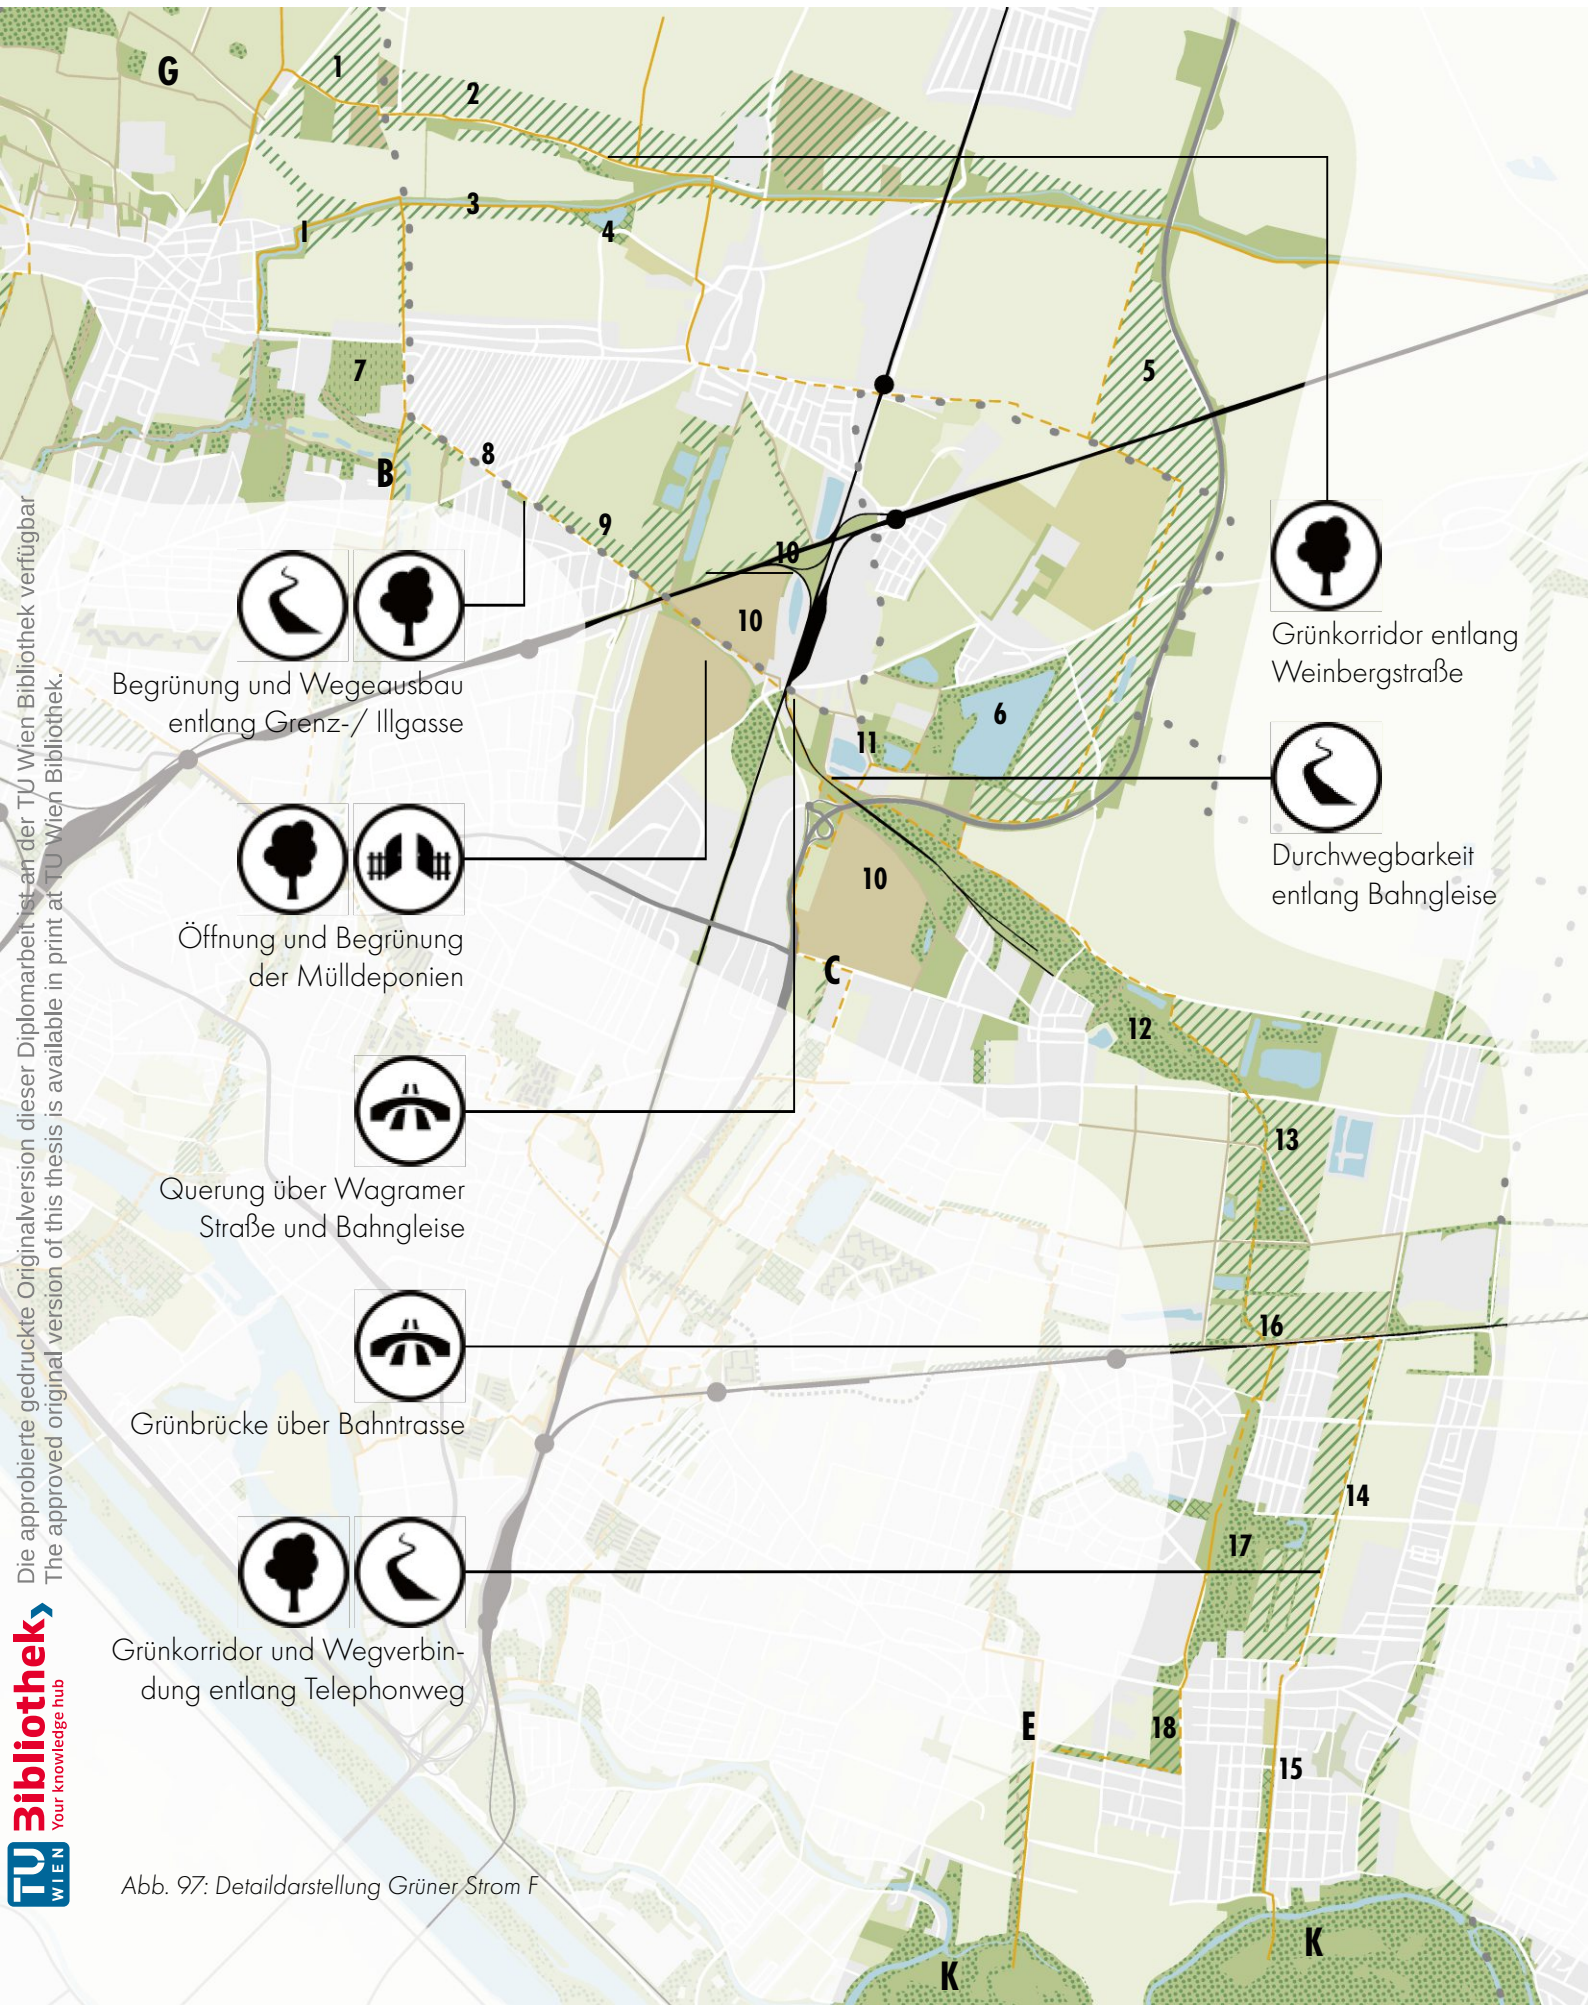 G
1
2
3
4
I
5
7
8
B
9
10
10
6
11
Grünkorridor entlang
Weinbergstraße
Begrünung und Wegeausbau
entlang Grenz-/ Illgasse
Durchwegbarkeit
entlang Bahngleise
10
Öffnung und Begrünung
der Mülldeponien
C
12
13
Querung über Wagramer
Straße und Bahngleise
16
Grünbrücke über Bahntrasse
14
17
Grünkorridor und Wegverbin-
dung entlang Telephonweg
E
18
15
K
K
Abb. 97: Detaildarstellung Grüner Strom F
Die approbierte gedruckte Originalversion dieser Diplomarbeit ist an der TU Wien Bibliothek verfügbar
The approved original version of this thesis is available in print at TU Wien Bibliothek.
TU WIEN
Bibliothek
Your knowledge hub